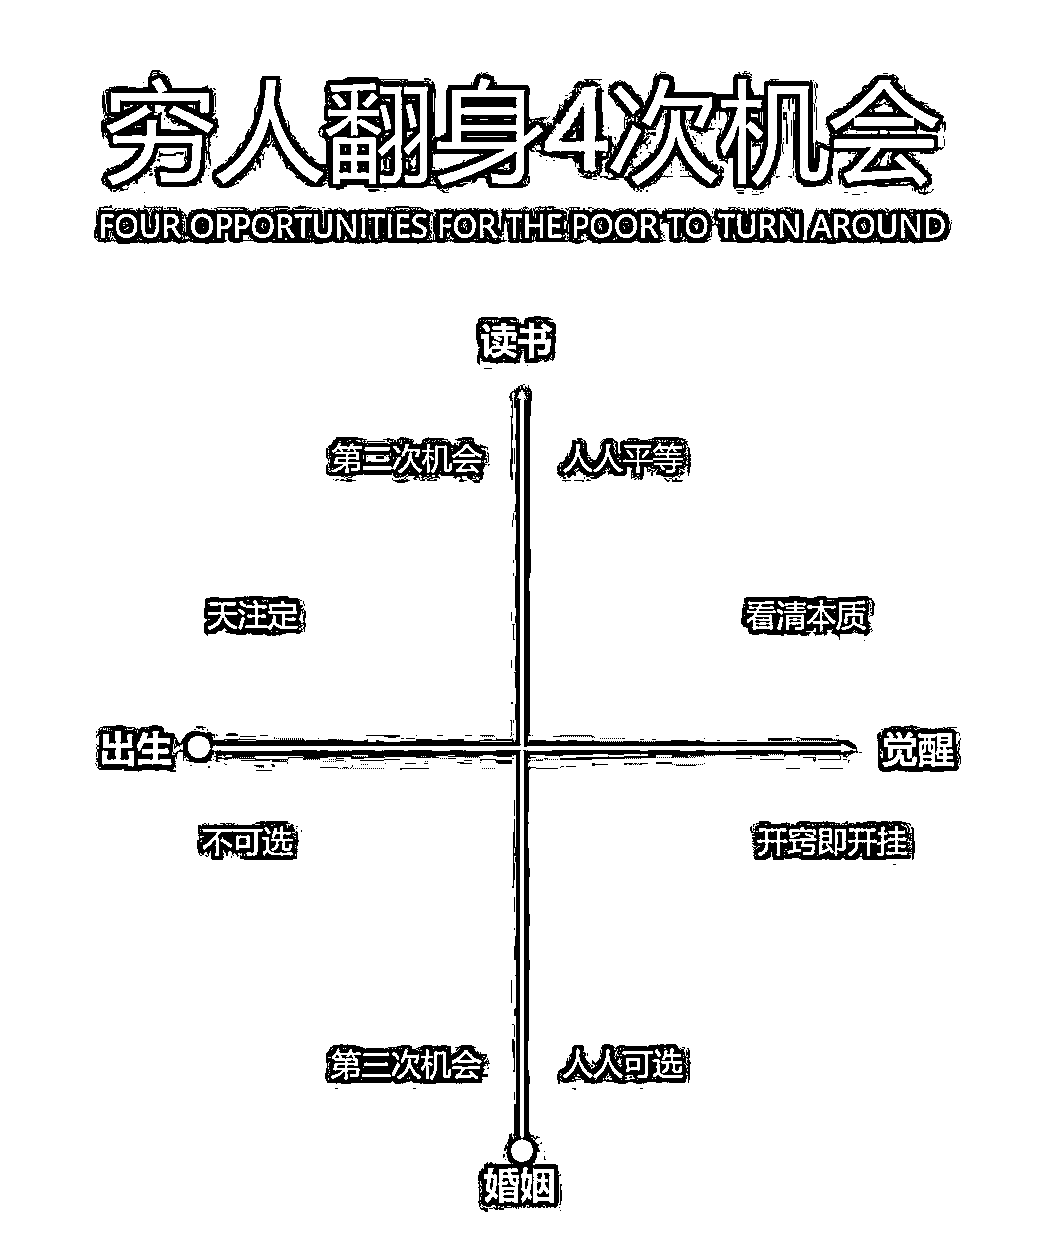 穷人翻身4次机会
FOUR OPPORTUNITIES FOR THE POOR TO TURN AROUND
读书
第二次机会 人人平等
天注定 看清本质
出生 觉醒
不可选 开窍即开挂
第三次机会 人人可选
婚姻